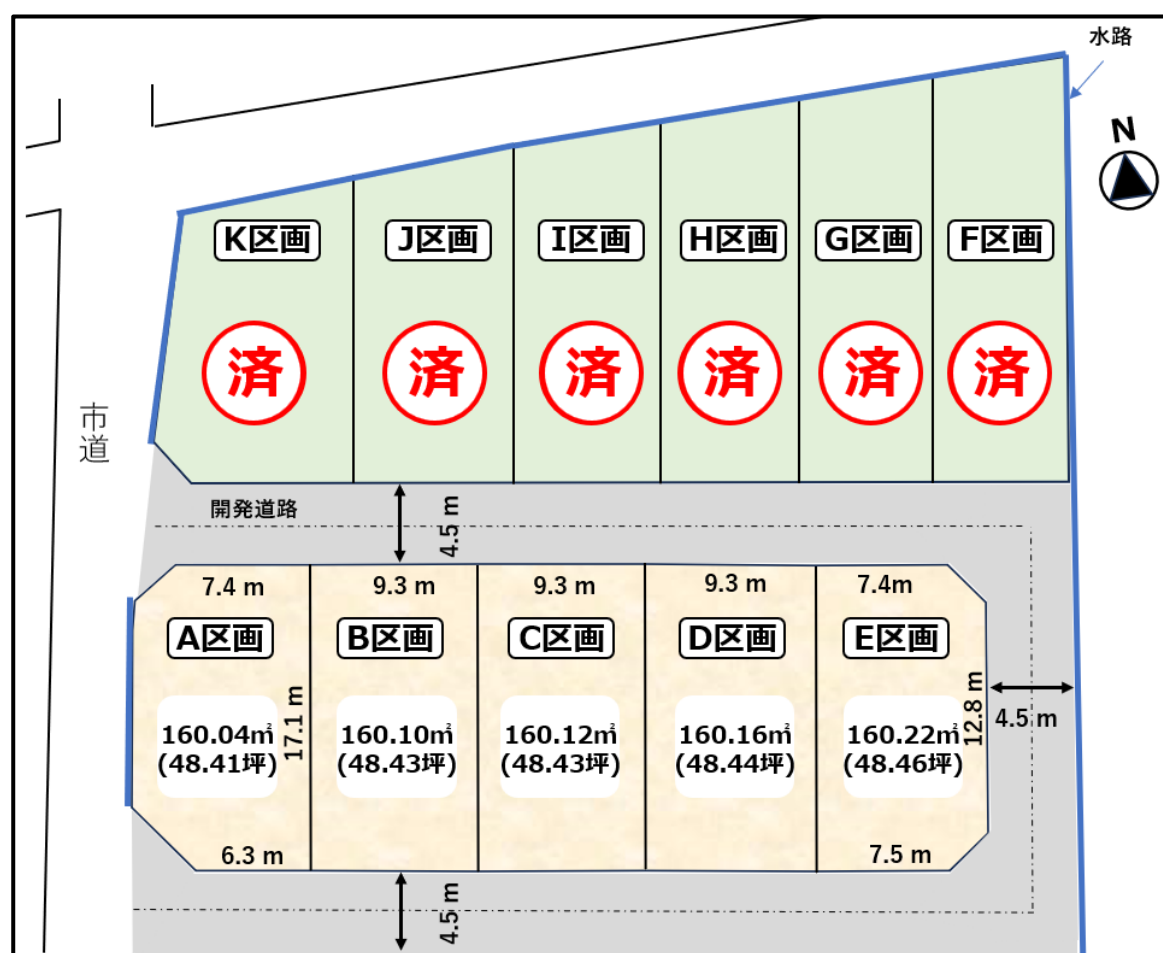 水路
N
K区画
J区画
I区画
H区画
G区画
F区画
済
済
済
済
済
済
市道
開発道路
4.5 m
7.4 m
9.3 m
9.3 m
9.3 m
7.4m
A区画
B区画
C区画
D区画
E区画
17.1 m
12.8 m
4.5 m
160.04㎡
(48.41坪)
160.10㎡
(48.43坪)
160.12㎡
(48.43坪)
160.16㎡
(48.44坪)
160.22㎡
(48.46坪)
6.3 m
7.5 m
4.5 m